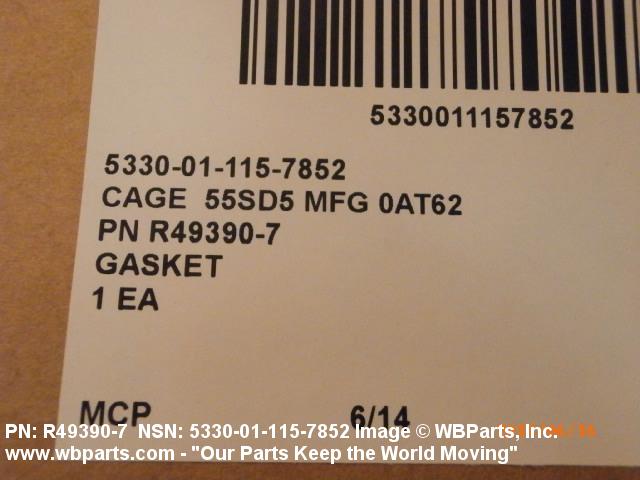 5330011157852
5330-01-115-7852
CAGE 55SD5 MFG 0AT62
PN R49390-7
GASKET
1 EA
MCP 6/14
PN: R49390-7 NSN: 5330-01-115-7852 Image © WBParts, Inc.
www.wbparts.com - "Our Parts Keep the World Moving"